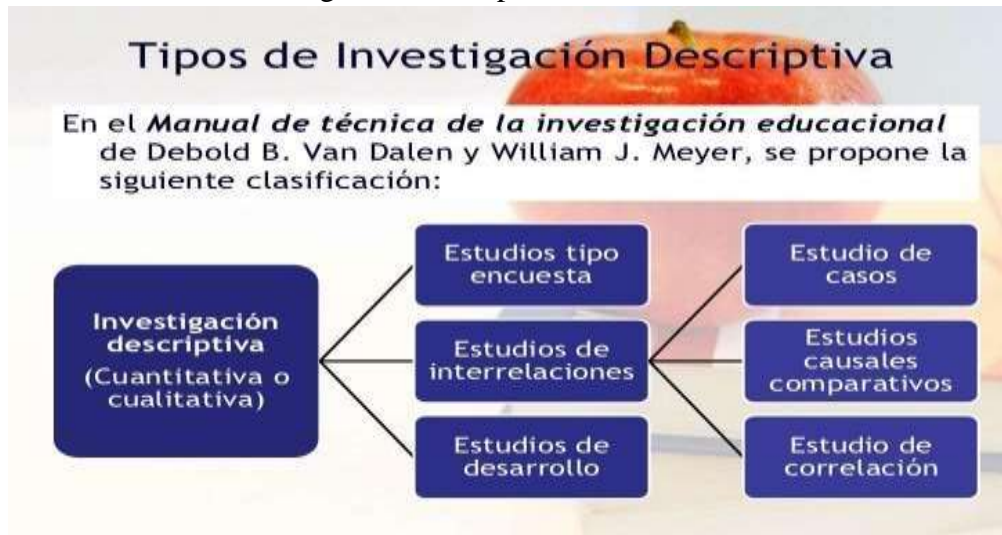 Tipos de Investigación Descriptiva
En el Manual de técnica de la investigación educacional
de Debold B. Van Dalen y William J. Meyer, se propone la
siguiente clasificación:
Investigación
descriptiva
(Cuantitativa o
cualitativa)
Estudios tipo
encuesta
Estudios de
interrelaciones
Estudios de
desarrollo
Estudio de
casos
Estudios
causales
comparativos
Estudio de
correlación